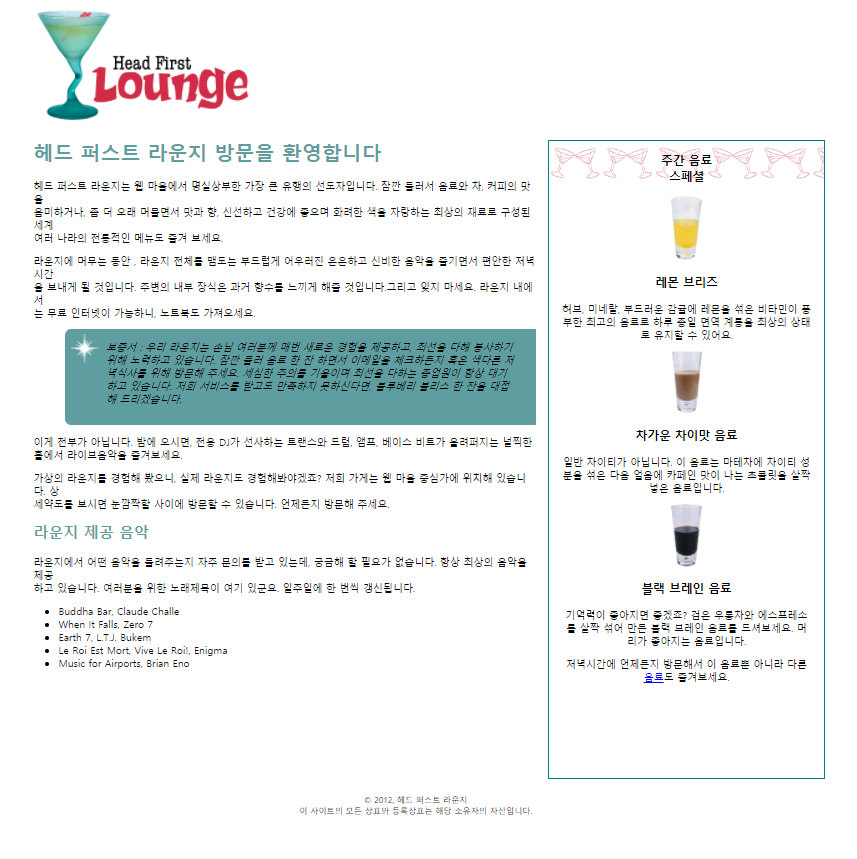 Head First
Lounge
헤드 퍼스트 라운지 방문을 환영합니다
헤드 퍼스트 라운지는 웹 마을에서 명실상부한 가장 큰 유행의 선도자입니다. 잠깐 들러서 음료와 차, 커피의 맛
을
음미하거나, 좀 더 오래 머물면서 맛과 향, 신선하고 건강에 좋으며 화려한 색을 자랑하는 최상의 재료로 구성된
세계
여러 나라의 전통적인 메뉴도 즐겨 보세요.
라운지에 머무는 동안 , 라운지 전체를 맴도는 부드럽게 어우러진 은은하고 신비한 음악을 즐기면서 편안한 저녁
시간
을 보내게 될 것입니다. 주변의 내부 장식은 과거 향수를 느끼게 해줄 것입니다.그리고 잊지 마세요. 라운지 내에
서
는 무료 인터넷이 가능하니, 노트북도 가져오세요.
보증서 : 우리 라운지는 손님 여러분께 매번 새로운 경험을 제공하고, 최선을 다해 봉사하기
위해 노력하고 있습니다. 잠깐 들러 음료 한 잔 하면서 이메일을 체크하든지 혹은 색다른 저
녁식사를 위해 방문해 주세요. 세심한 주의를 기울이며 최선을 다하는 종업원이 항상 대기
하고 있습니다. 저희 서비스를 받고도 만족하지 못하신다면, 블루베리 블리스 한 잔을 대접
해 드리겠습니다.
이게 전부가 아닙니다. 밤에 오시면, 전용 DJ가 선사하는 트랜스와 드럼, 앰프, 베이스 비트가 울려퍼지는 널찍한
홀에서 라이브음악을 즐겨보세요.
가상의 라운지를 경험해 봤으니, 실제 라운지도 경험해봐야겠죠? 저희 가게는 웹 마을 중심가에 위치해 있습니
다. 상
세약도를 보시면 눈깜짝할 사이에 방문할 수 있습니다. 언제든지 방문해 주세요.
라운지 제공 음악
라운지에서 어떤 음악을 들려주는지 자주 문의를 받고 있는데, 궁금해 할 필요가 없습니다. 항상 최상의 음악을
제공
하고 있습니다. 여러분을 위한 노래제목이 여기 있군요. 일주일에 한 번씩 갱신됩니다.
Buddha Bar, Claude Challe
When It Falls, Zero 7
Earth 7, L.T.J. Bukem
Le Roi Est Mort, Vive Le Roi!, Enigma
Music for Airports, Brian Eno
주간 음료
스페셜
레몬 브리즈
허브, 미네랄, 부드러운 감귤에 레몬을 섞은 비타민이 풍
부한 최고의 음료로 하루 종일 면역 계통을 최상의 상태
로 유지할 수 있어요.
차가운 차이맛 음료
일반 차이티가 아닙니다. 이 음료는 마테차에 차이티 성
분을 섞은 다음 얼음에 카페인 맛이 나는 초콜릿을 살짝
넣은 음료입니다.
블랙 브레인 음료
기억력이 좋아지면 좋겠죠? 검은 우롱차와 에스프레소
를 살짝 섞어 만든 블랙 브레인 음료를 드셔보세요. 머
리가 좋아지는 음료입니다.
저녁시간에 언제든지 방문해서 이 음료뿐 아니라 다른
음료도 즐겨보세요.
© 2012, 헤드 퍼스트 라운지
이 사이트의 모든 상표와 등록상표는 해당 소유자의 자산입니다.